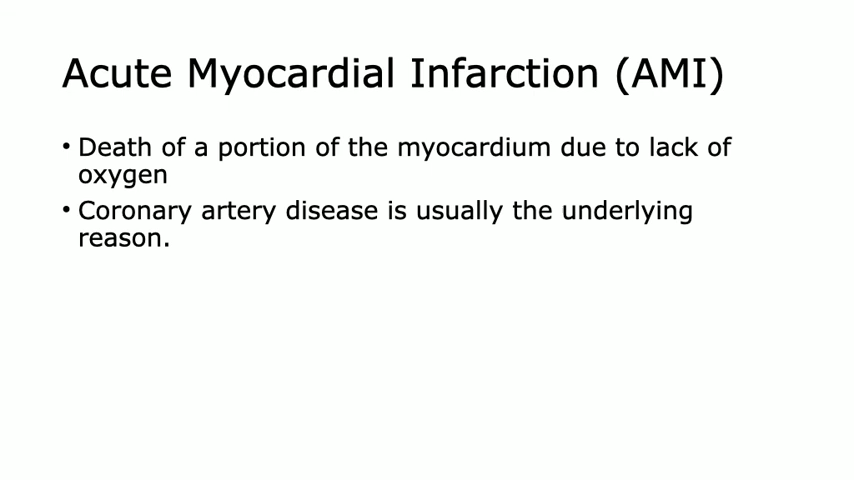 Acute Myocardial Infarction (AMI)
• Death of a portion of the myocardium due to lack of
oxygen
• Coronary artery disease is usually the underlying
reason.